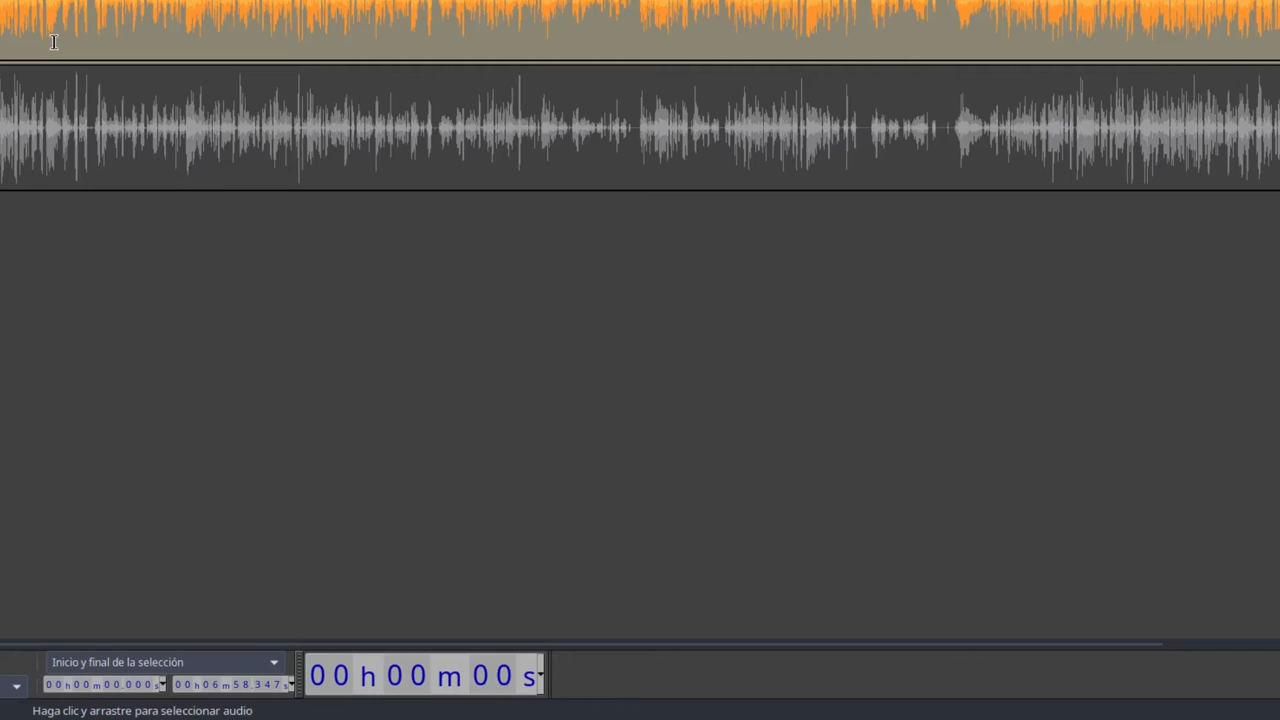 Inicio y final de la selección
00h00m00.000s 00h06m58.347s
00h00m00s
Haga clic y arrastre para seleccionar audio